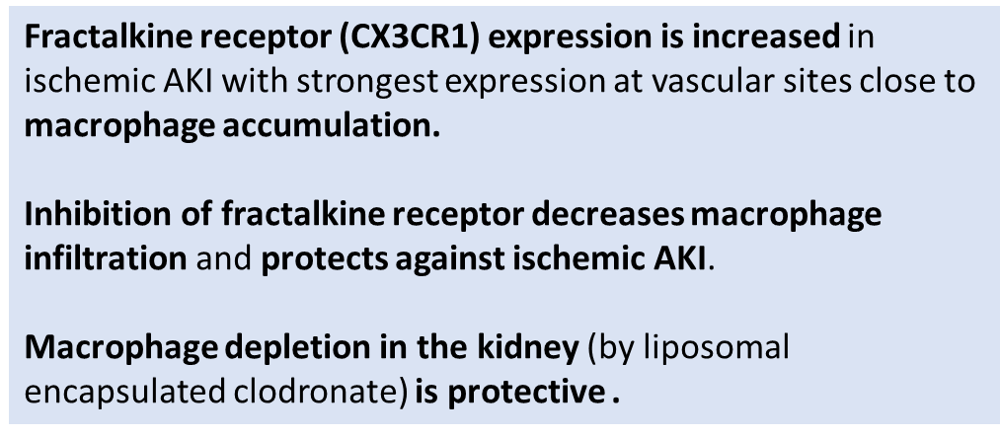 Fractalkine receptor (CX3CR1) expression is increased in
ischemic AKI with strongest expression at vascular sites close to
macrophage accumulation.
Inhibition of fractalkine receptor decreases macrophage
infiltration and protects against ischemic AKI.
Macrophage depletion in the kidney (by liposomal
encapsulated clodronate) is protective .